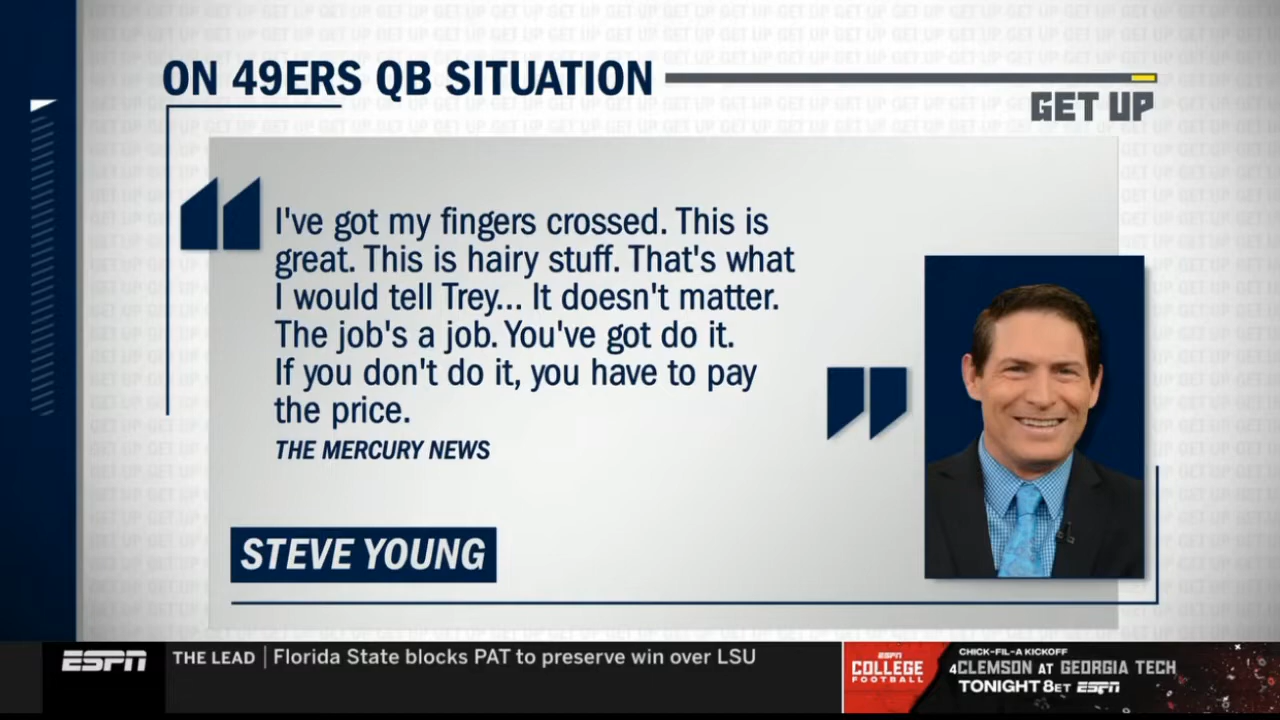 ON 49ERS QB SITUATION
GET UP
I've got my fingers crossed. This is
great. This is hairy stuff. That's what
I would tell Trey... It doesn't matter.
The job's a job. You've got do it.
If you don't do it, you have to pay
the price.
THE MERCURY NEWS
STEVE YOUNG
ESPN
THE LEAD | Florida State blocks PAT to preserve win over LSU
ESPN
COLLEGE
FOOTBALL
CHICK-FIL-A KICKOFF
4CLEMSON AT GEORGIA TECH
TONIGHT 8ET ESPN